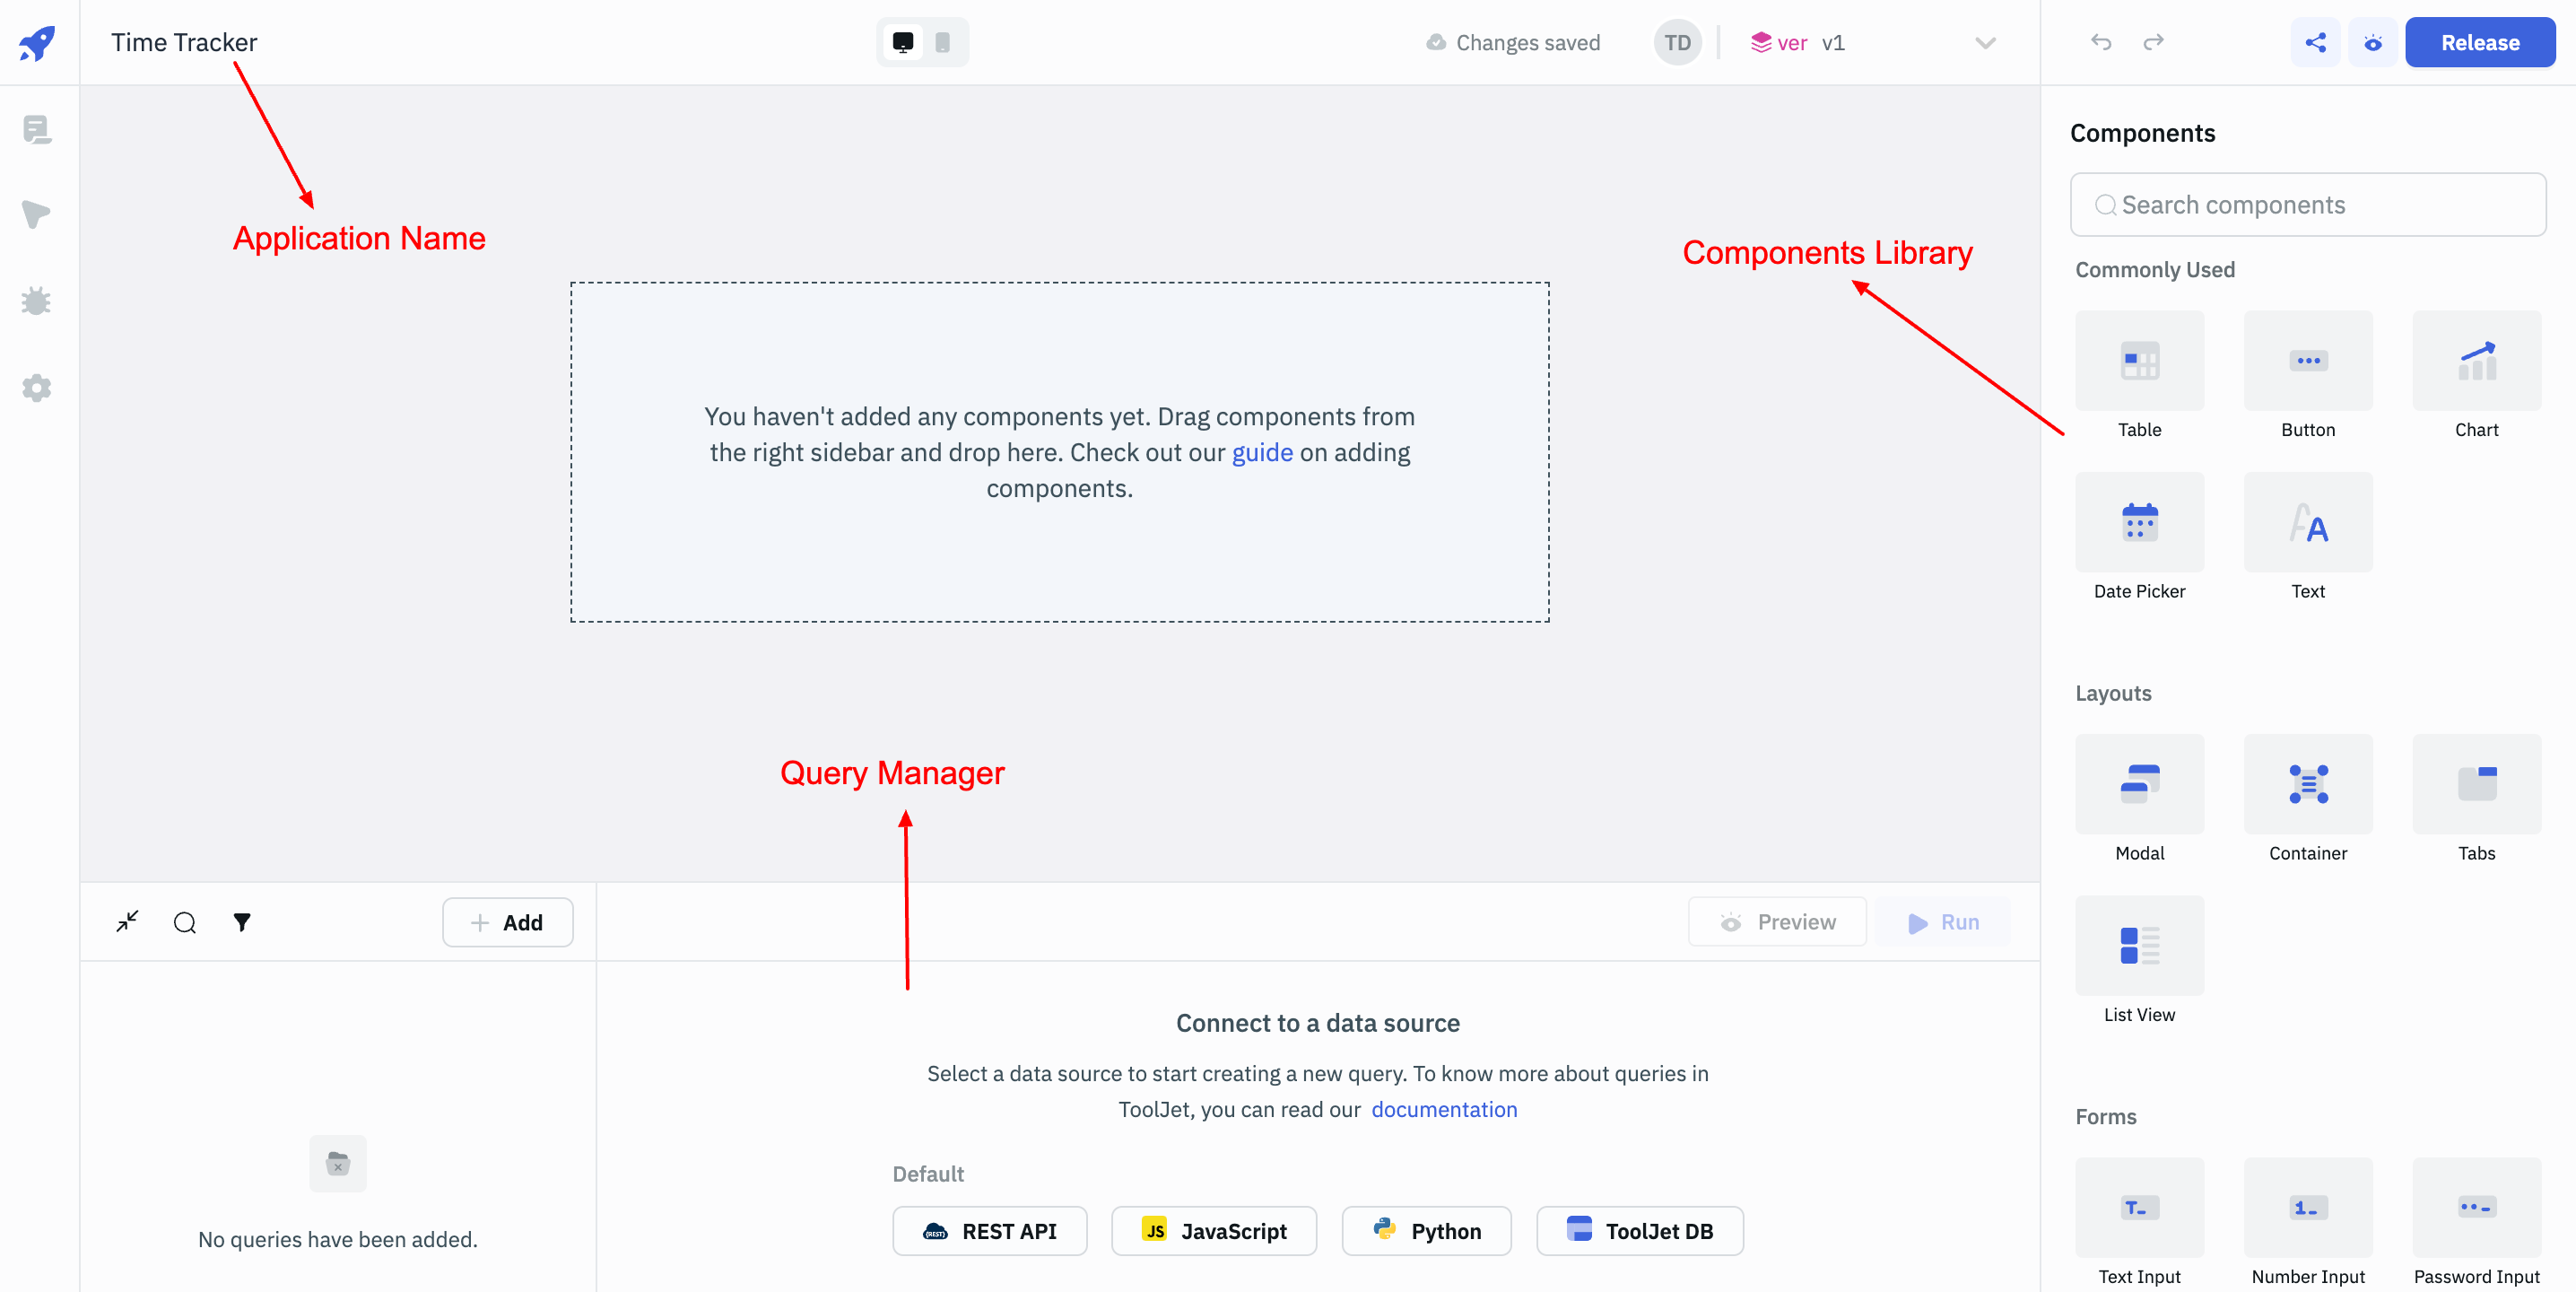 Time Tracker
Changes saved
TD
ver v1
Release
Application Name
Components Library
You haven't added any components yet. Drag components from
the right sidebar and drop here. Check out our guide on adding
components.
Query Manager
Components
Search components
Commonly Used
Table
Button
Chart
Date Picker
Text
Layouts
Modal
Container
Tabs
List View
Forms
Text Input
Number Input
Password Input
Add
Preview
Run
No queries have been added.
Connect to a data source
Select a data source to start creating a new query. To know more about queries in
ToolJet, you can read our documentation
Default
REST API
JS JavaScript
Python
ToolJet DB